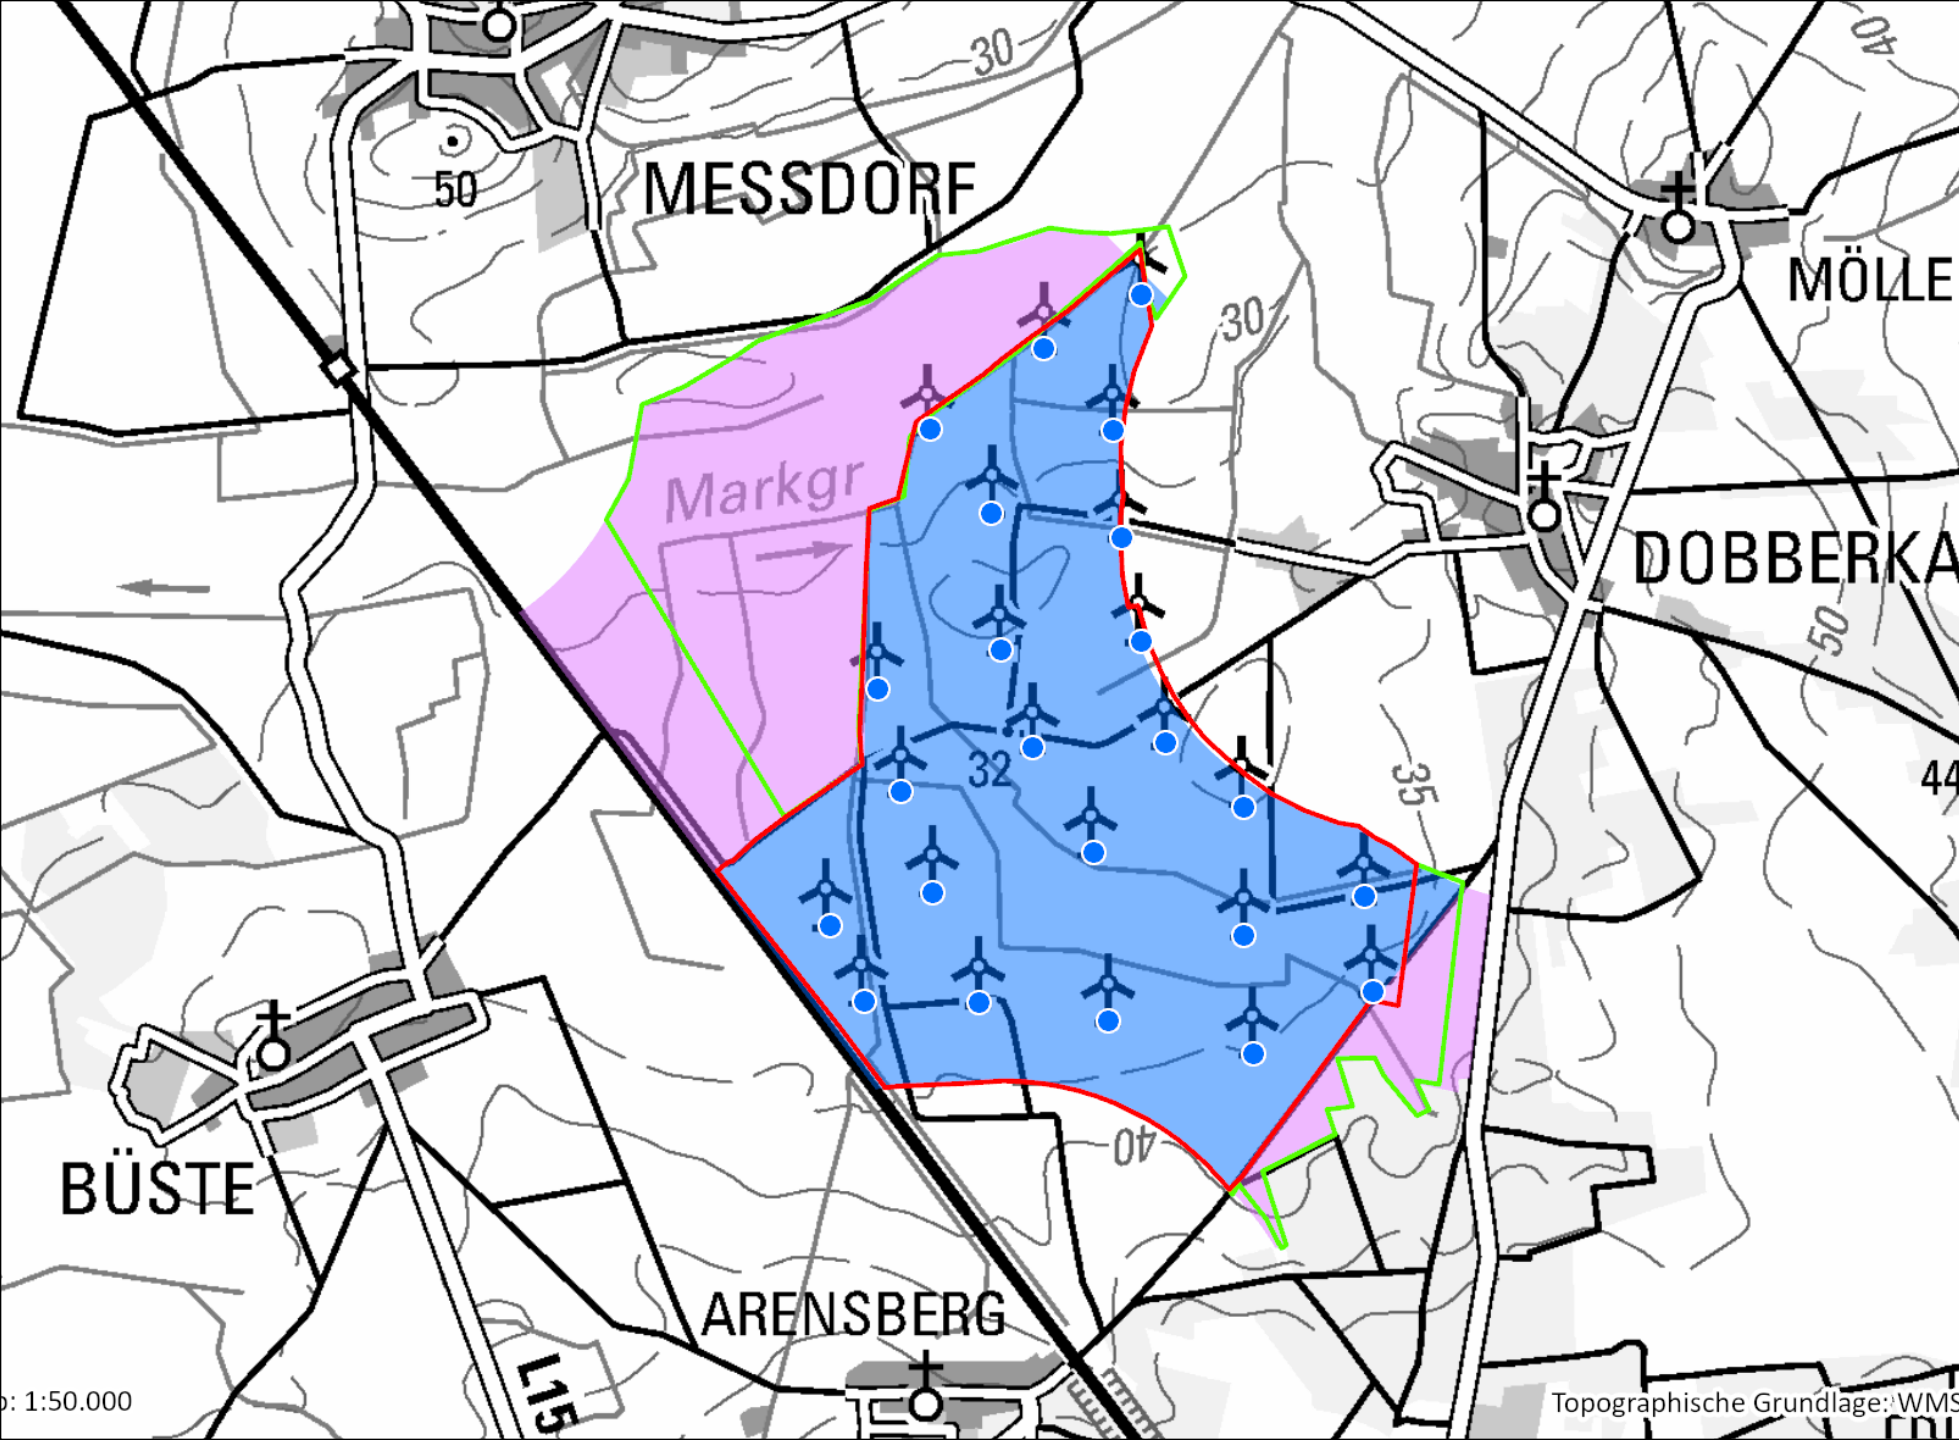 30
40
50
MESSDORF
MÖLLE
30
Markgr
DOBBERKA
50
32
35
44
40
BÜSTE
ARENSBERG
L15
: 1:50.000
Topographische Grundlage: WMS